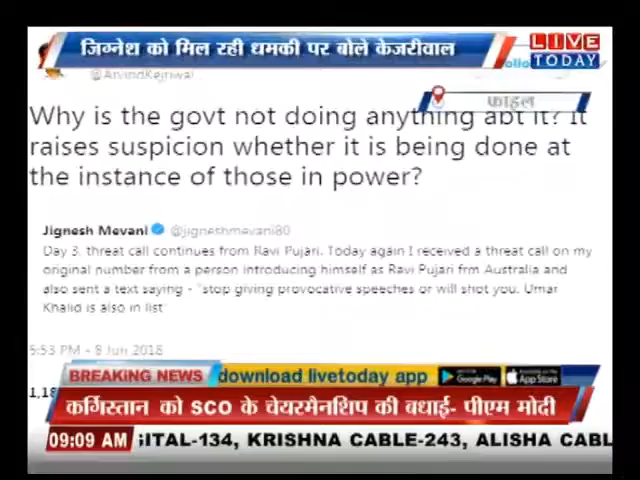 जिग्नेश को मिल रही धमकी पर बोले केजरीवाल
LIVE
TODAY
@ArvindKejriwal
फाइल
Why is the govt not doing anything abt it? It
raises suspicion whether it is being done at
the instance of those in power?
Jignesh Mevani @jigneshmevani80
Day 3, threat call continues from Ravi Pujari. Today again I received a threat call on my
original number from a person introducing himself as Ravi Pujari frm Australia and
also sent a text saying - "stop giving provocative speeches or will shot you. Umar
Khalid is also in list"
5:53 PM - 8 Jun 2018
BREAKING NEWS download livetoday app Google Play App Store
कर्गिस्तान को SCO के चेयरमैनशिप की बधाई- पीएम मोदी
09:09 AM GITAL-134, KRISHNA CABLE-243, ALISHA CABL